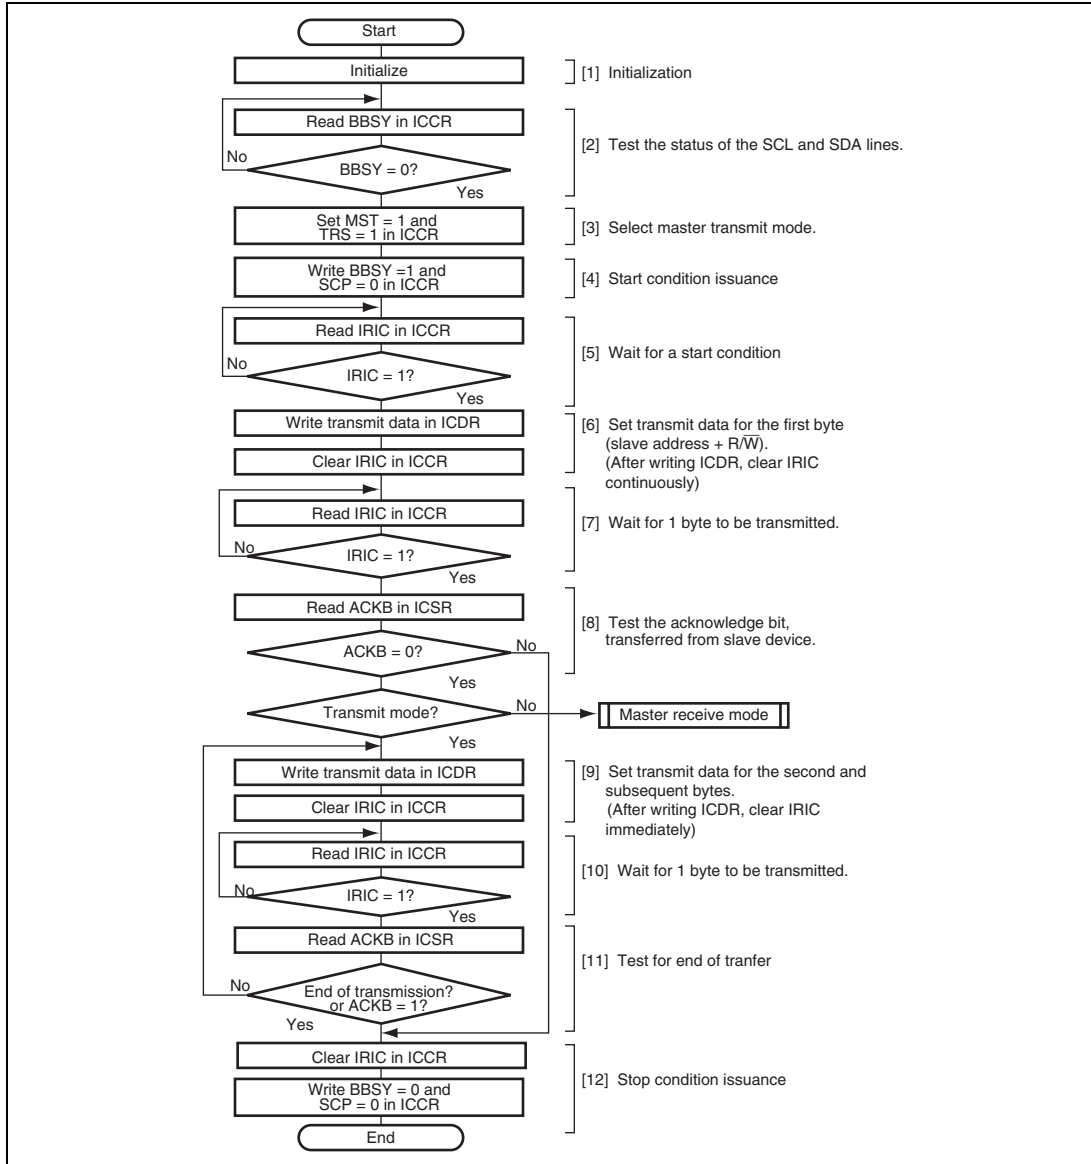 Start
Initialize
[1] Initialization
Read BBSY in ICCR
[2] Test the status of the SCL and SDA lines.
No
BBSY = 0?
Yes
Set MST = 1 and
TRS = 1 in ICCR
[3] Select master transmit mode.
Write BBSY =1 and
SCP = 0 in ICCR
[4] Start condition issuance
Read IRIC in ICCR
[5] Wait for a start condition
No
IRIC = 1?
Yes
Write transmit data in ICDR
[6] Set transmit data for the first byte
(slave address + R/W̅).
(After writing ICDR, clear IRIC
continuously)
Clear IRIC in ICCR
Read IRIC in ICCR
[7] Wait for 1 byte to be transmitted.
No
IRIC = 1?
Yes
Read ACKB in ICSR
[8] Test the acknowledge bit,
transferred from slave device.
ACKB = 0?
No
Yes
Transmit mode?
No
Master receive mode
Yes
Write transmit data in ICDR
[9] Set transmit data for the second and
subsequent bytes.
(After writing ICDR, clear IRIC
immediately)
Clear IRIC in ICCR
Read IRIC in ICCR
[10] Wait for 1 byte to be transmitted.
No
IRIC = 1?
Yes
Read ACKB in ICSR
[11] Test for end of tranfer
No
End of transmission?
or ACKB = 1?
Yes
Clear IRIC in ICCR
[12] Stop condition issuance
Write BBSY = 0 and
SCP = 0 in ICCR
End